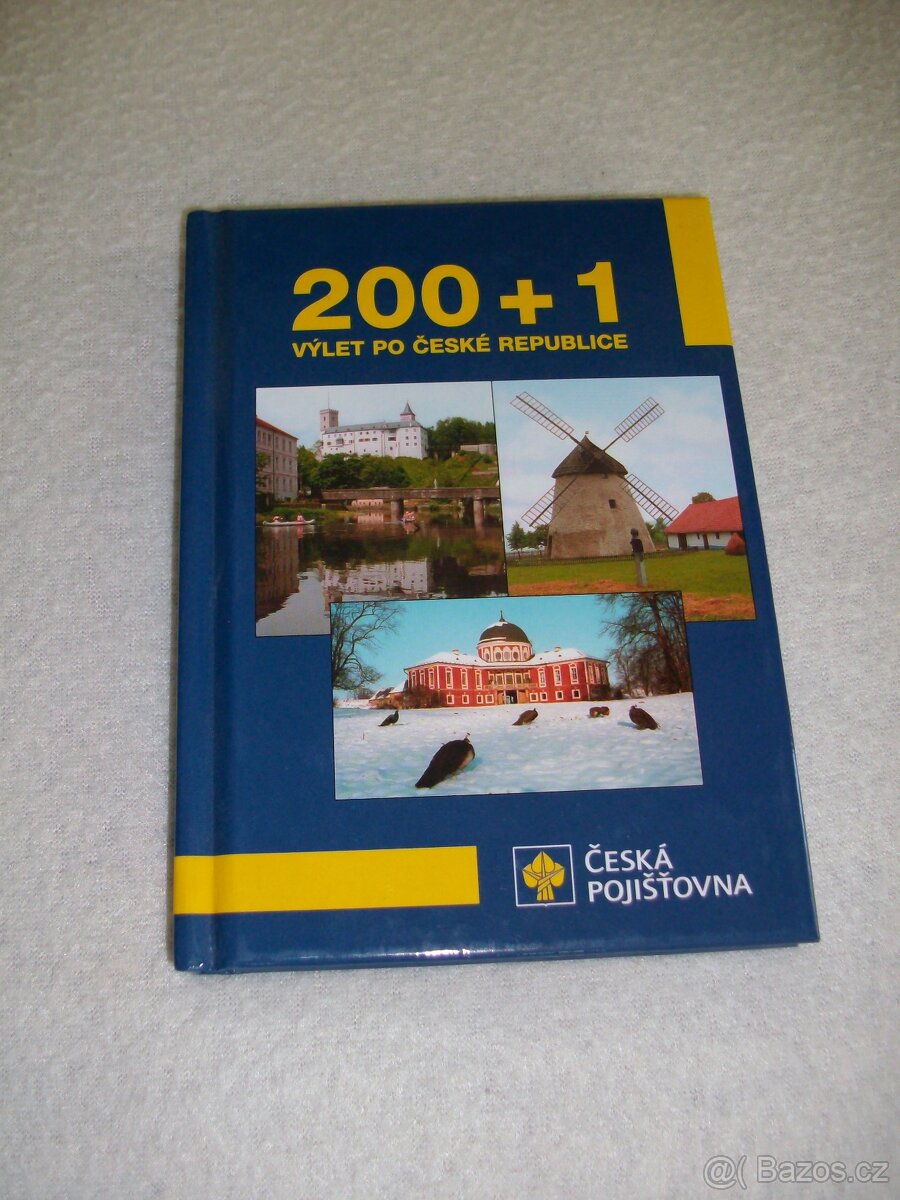 200 + 1
VÝLET PO ČESKÉ REPUBLICE
ČESKÁ
POJIŠŤOVNA
@( Bazos.cz